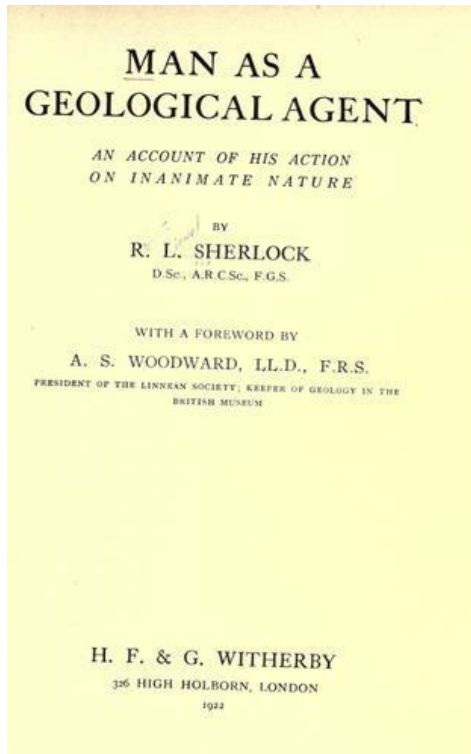 MAN AS A
GEOLOGICAL AGENT
AN ACCOUNT OF HIS ACTION
ON INANIMATE NATURE
BY
R. L. SHERLOCK
D.Sc., A.R.C.Sc., F.G.S.
WITH A FOREWORD BY
A. S. WOODWARD, LL.D., F.R.S.
PRESIDENT OF THE LINNEAN SOCIETY; KEEPER OF GEOLOGY IN THE
BRITISH MUSEUM
H. F. & G. WITHERBY
326 HIGH HOLBORN, LONDON
1922